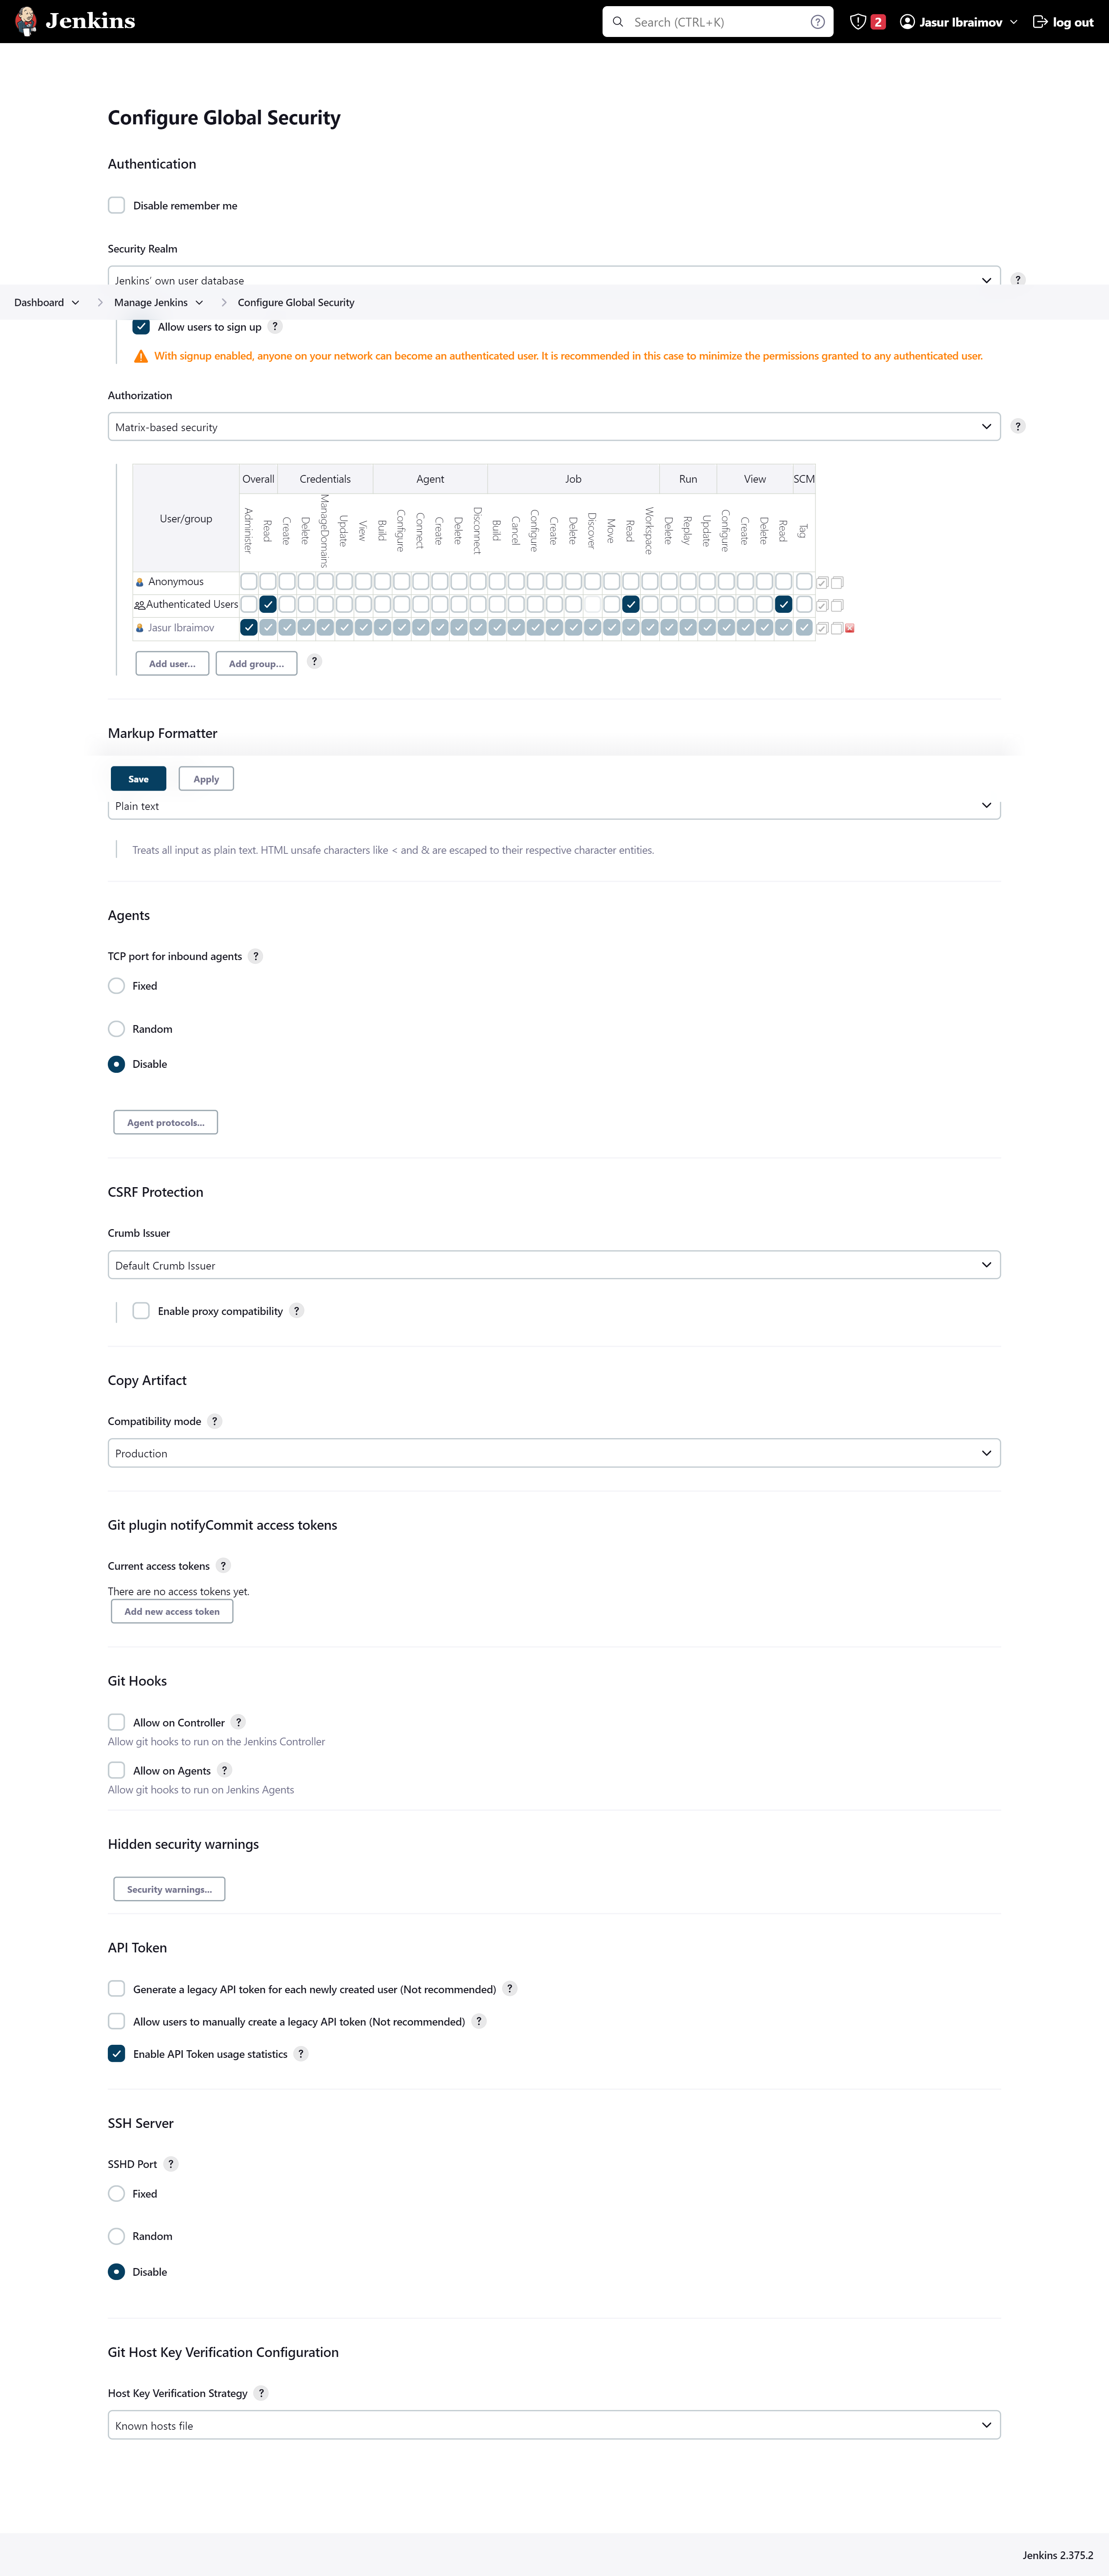 Jenkins
Search (CTRL+K)
2
Jasur Ibraimov
log out
Configure Global Security
Authentication
Disable remember me
Security Realm
Jenkins' own user database
?
Dashboard
Manage Jenkins
Configure Global Security
Allow users to sign up ?
With signup enabled, anyone on your network can become an authenticated user. It is recommended in this case to minimize the permissions granted to any authenticated user.
Authorization
Matrix-based security
?
User/group
Overall Credentials Agent Job Run View SCM
Administer Read Create Delete ManageDomains Update View Build Configure Connect Create Delete Disconnect Build Cancel Configure Create Delete Discover Move Read Workspace Delete Replay Update Configure Create Delete Read Tag
Anonymous
Authenticated Users
Jasur Ibraimov
Add user... Add group... ?
Markup Formatter
Save Apply
Plain text
Treats all input as plain text. HTML unsafe characters like < and & are escaped to their respective character entities.
Agents
TCP port for inbound agents ?
Fixed
Random
Disable
Agent protocols...
CSRF Protection
Crumb Issuer
Default Crumb Issuer
Enable proxy compatibility ?
Copy Artifact
Compatibility mode ?
Production
Git plugin notifyCommit access tokens
Current access tokens ?
There are no access tokens yet.
Add new access token
Git Hooks
Allow on Controller ?
Allow git hooks to run on the Jenkins Controller
Allow on Agents ?
Allow git hooks to run on Jenkins Agents
Hidden security warnings
Security warnings...
API Token
Generate a legacy API token for each newly created user (Not recommended) ?
Allow users to manually create a legacy API token (Not recommended) ?
Enable API Token usage statistics ?
SSH Server
SSHD Port ?
Fixed
Random
Disable
Git Host Key Verification Configuration
Host Key Verification Strategy ?
Known hosts file
Jenkins 2.375.2